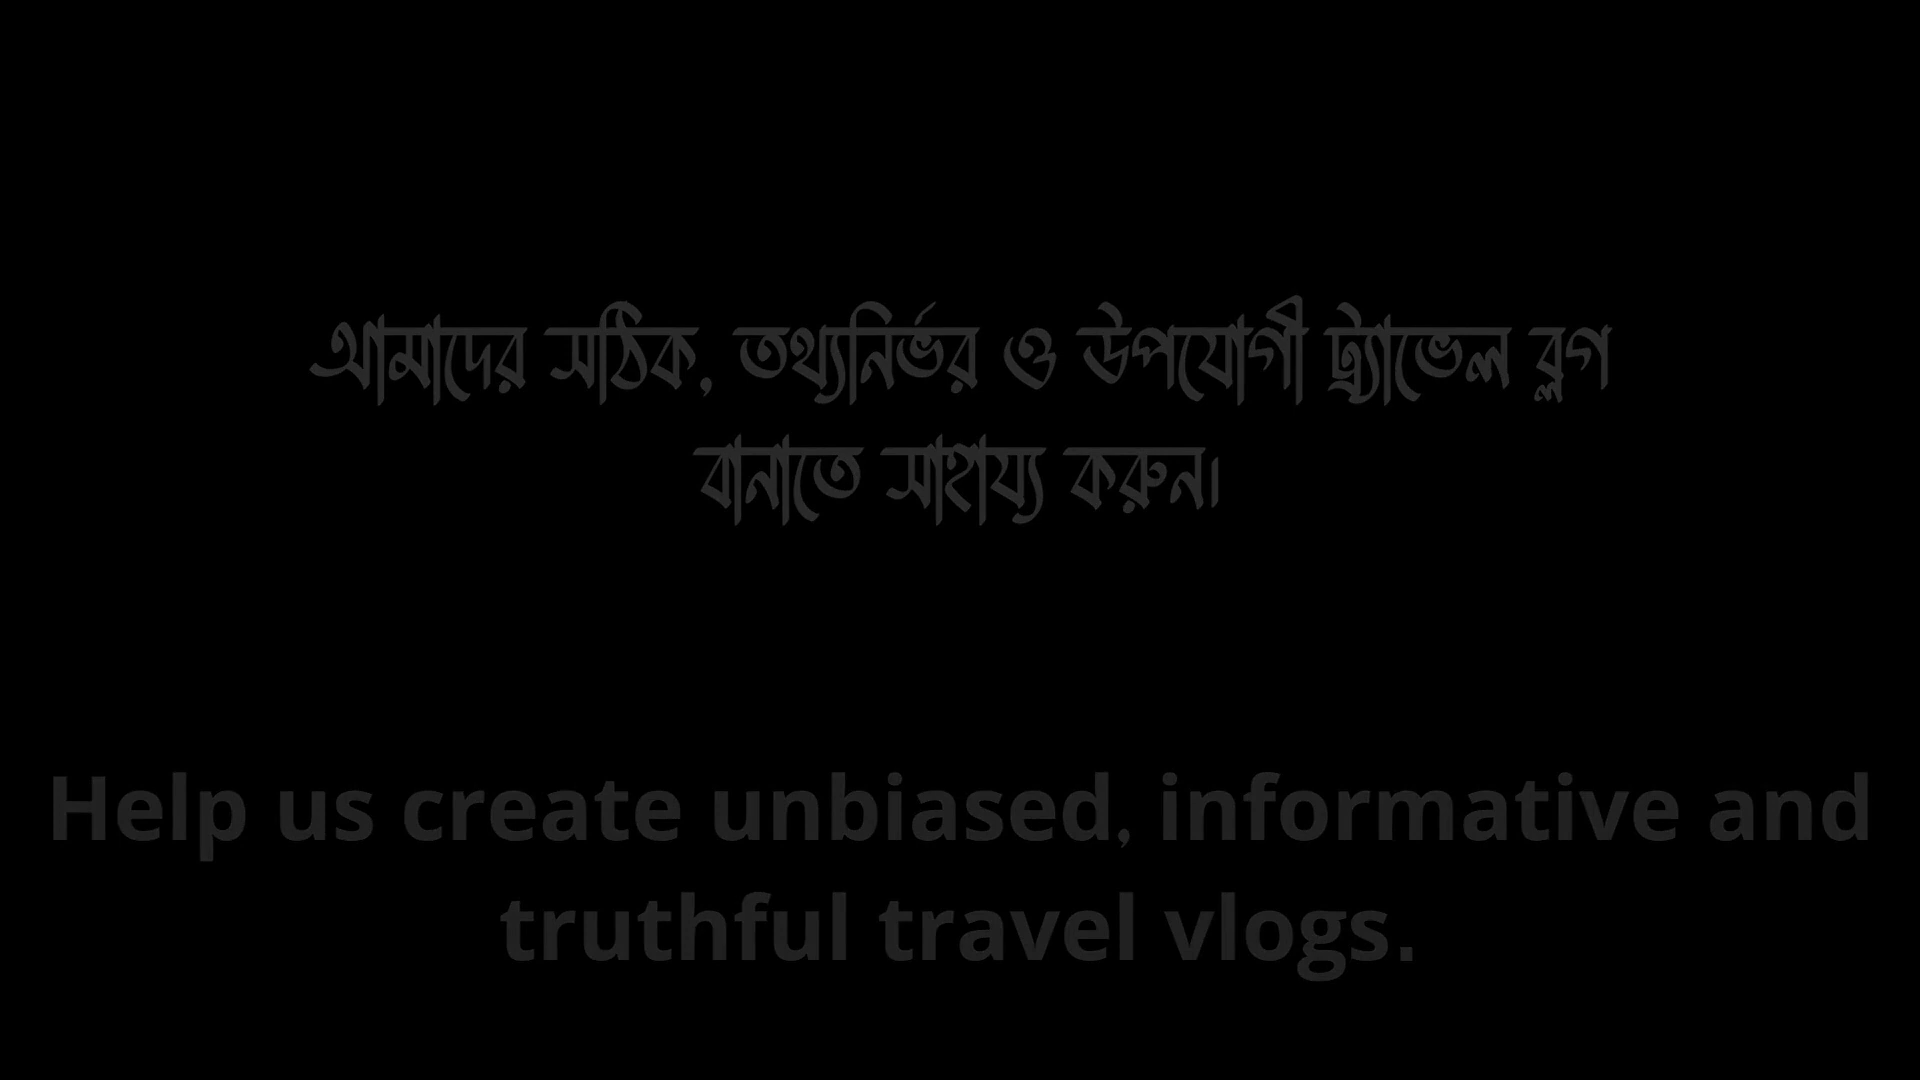 আমাদের সঠিক, তথ্যনির্ভর ও উপযোগী ট্র্যাভেল ব্লগ
বানাতে সাহায্য করুন।
Help us create unbiased, informative and
truthful travel vlogs.